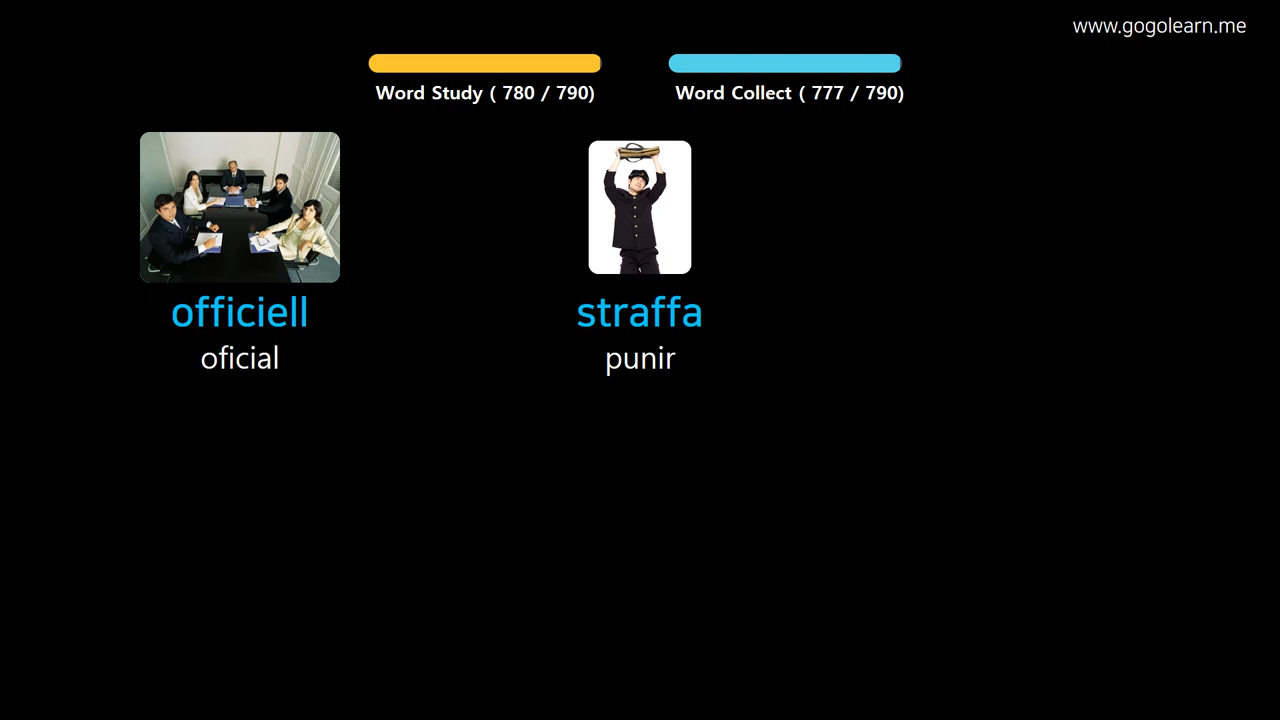 www.gogolearn.me
Word Study ( 780 / 790)
Word Collect ( 777 / 790)
officiell
straffa
oficial
punir